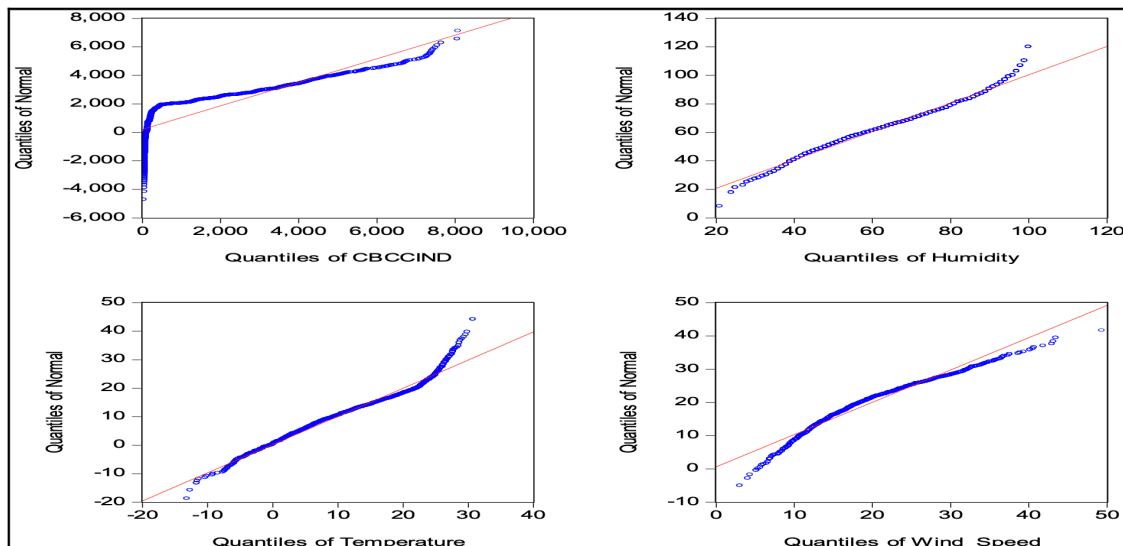 8,000
6,000
4,000
2,000
0
-2,000
-4,000
-6,000
Quantiles of Normal
0 2,000 4,000 6,000 8,000 10,000
Quantiles of CBCCIND
140
120
100
80
60
40
20
0
Quantiles of Normal
20 40 60 80 100 120
Quantiles of Humidity
50
40
30
20
10
0
-10
-20
Quantiles of Normal
-20 -10 0 10 20 30 40
Quantiles of Temperature
50
40
30
20
10
0
-10
Quantiles of Normal
0 10 20 30 40 50
Quantiles of Wind_Speed